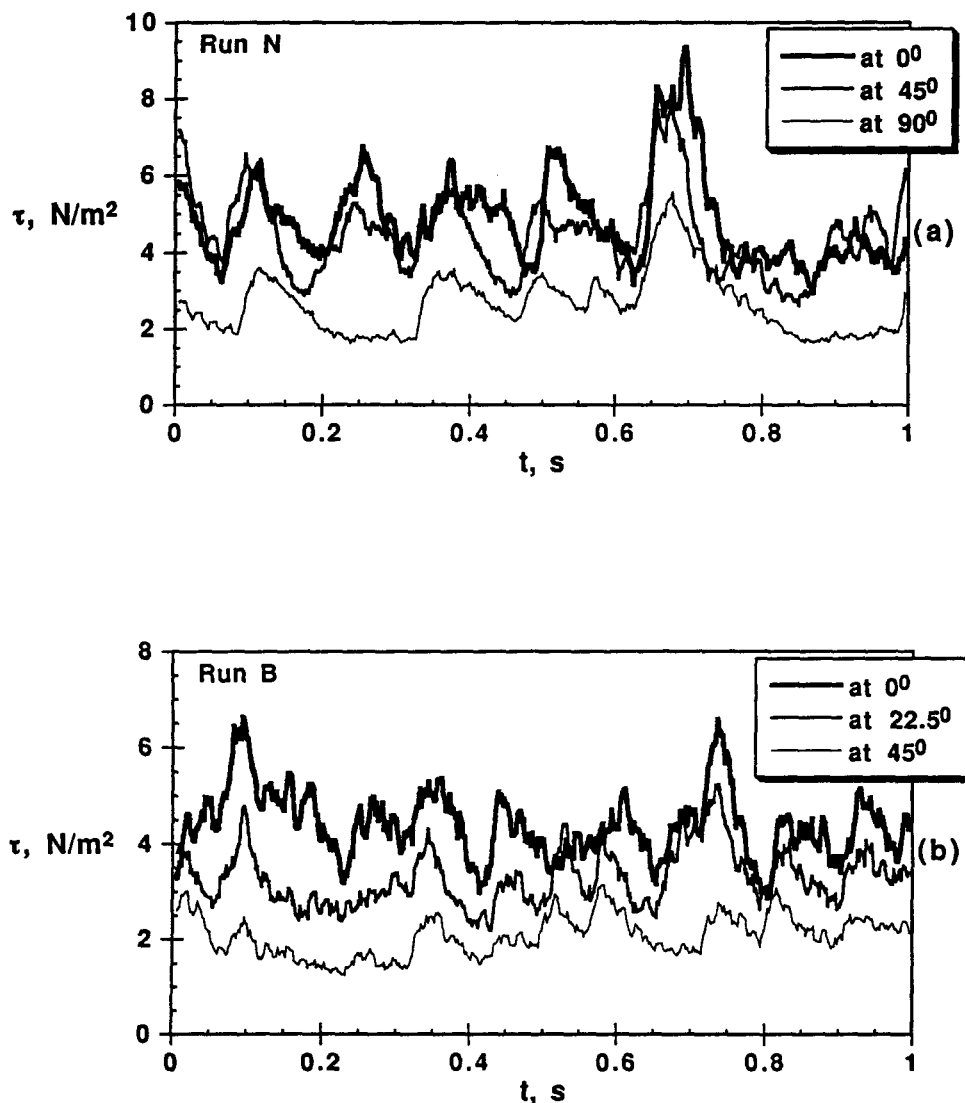 Run N
at 0⁰
at 45⁰
at 90⁰
10
8
6
4
2
0
τ, N/m²
(a)
0 0.2 0.4 0.6 0.8 1
t, s
Run B
at 0⁰
at 22.5⁰
at 45⁰
8
6
4
2
0
τ, N/m²
(b)
0 0.2 0.4 0.6 0.8 1
t, s